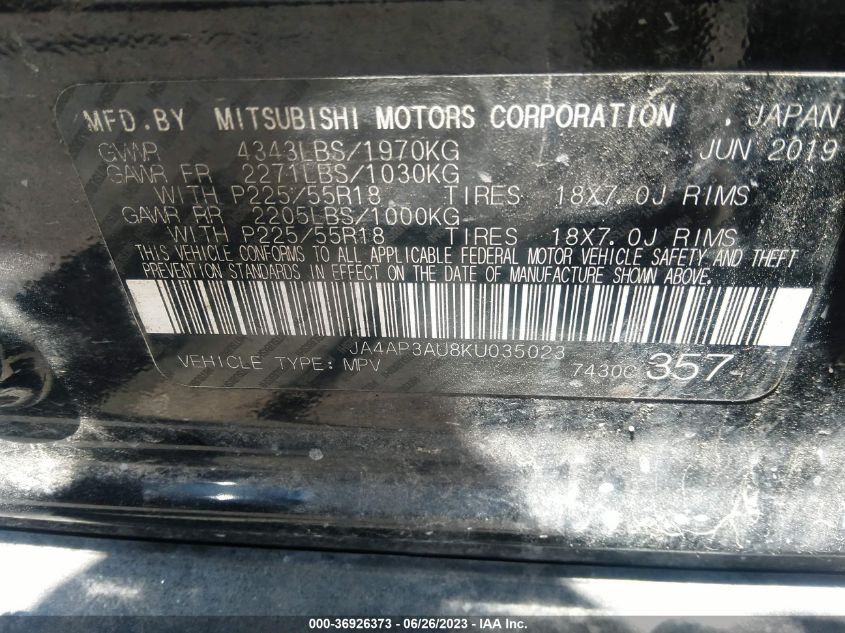 MFD.BY MITSUBISHI MOTORS CORPORATION . JAPAN
GVWR 4343LBS/1970KG JUN 2019
GAWR FR 2271LBS/1030KG
WITH P225/55R18 TIRES 18X7.0J RIMS
GAWR RR 2205LBS/1000KG
WITH P225/55R18 TIRES 18X7.0J RIMS
THIS VEHICLE CONFORMS TO ALL APPLICABLE FEDERAL MOTOR VEHICLE SAFETY AND THEFT
PREVENTION STANDARDS IN EFFECT ON THE DATE OF MANUFACTURE SHOWN ABOVE.
JA4AP3AU8KU035023
VEHICLE TYPE: MPV 7430C 357
000-36926373 - 06/26/2023 - IAA Inc.